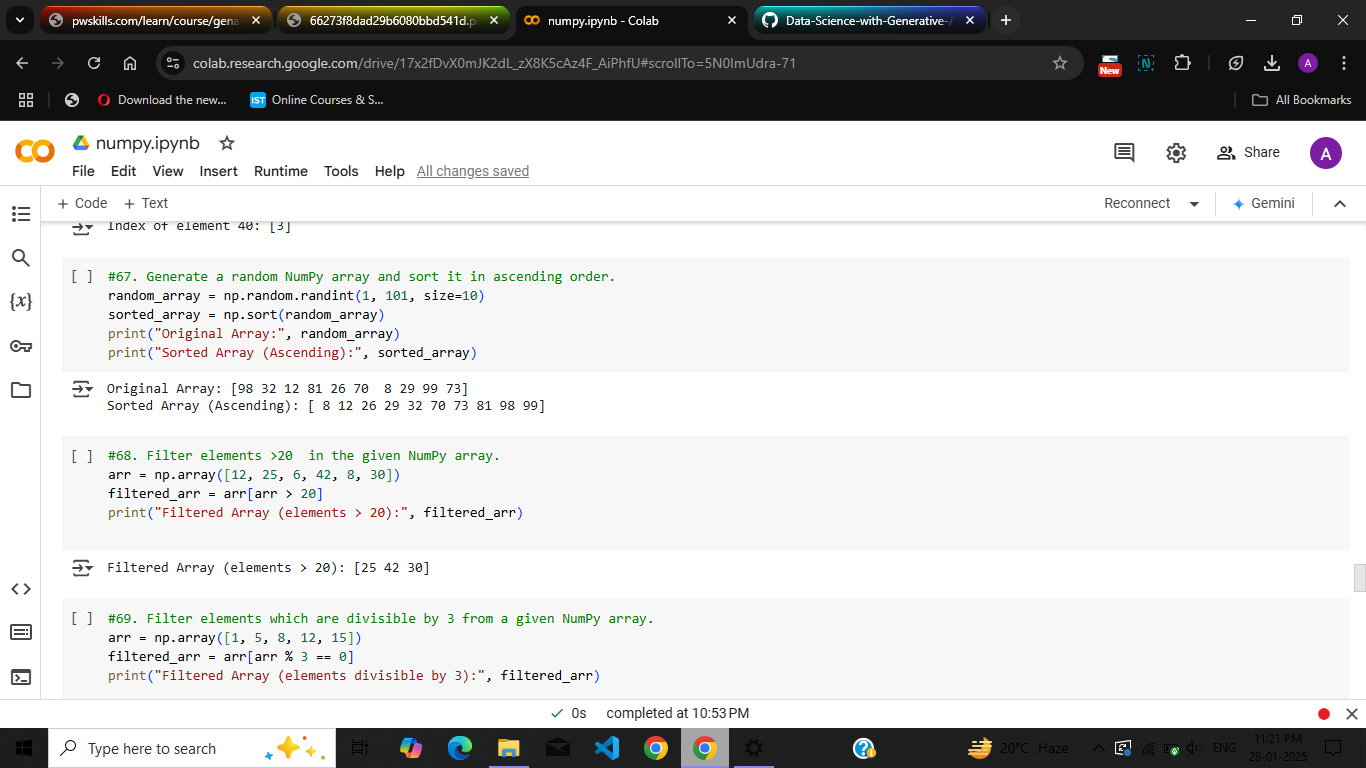 pwskills.com/learn/course/gena
66273f8dad29b6080bbd541d.p
numpy.ipynb - Colab
Data-Science-with-Generative-A
colab.research.google.com/drive/17x2fDvX0mJK2dL_zX8K5cAz4F_AiPhfU#scrollTo=5N0ImUdra-71
New
N
A
Download the new...
IST Online Courses & S...
All Bookmarks
numpy.ipynb
File Edit View Insert Runtime Tools Help All changes saved
Share
A
+ Code + Text
Reconnect
Gemini
Index of element 40: [3]
[ ] #67. Generate a random NumPy array and sort it in ascending order.
random_array = np.random.randint(1, 101, size=10)
sorted_array = np.sort(random_array)
print("Original Array:", random_array)
print("Sorted Array (Ascending):", sorted_array)
Original Array: [98 32 12 81 26 70  8 29 99 73]
Sorted Array (Ascending): [ 8 12 26 29 32 70 73 81 98 99]
[ ] #68. Filter elements >20  in the given NumPy array.
arr = np.array([12, 25, 6, 42, 8, 30])
filtered_arr = arr[arr > 20]
print("Filtered Array (elements > 20):", filtered_arr)
Filtered Array (elements > 20): [25 42 30]
[ ] #69. Filter elements which are divisible by 3 from a given NumPy array.
arr = np.array([1, 5, 8, 12, 15])
filtered_arr = arr[arr % 3 == 0]
print("Filtered Array (elements divisible by 3):", filtered_arr)
{x}
0s completed at 10:53 PM
Type here to search
20°C Haze
ENG
11:21 PM
28-01-2025